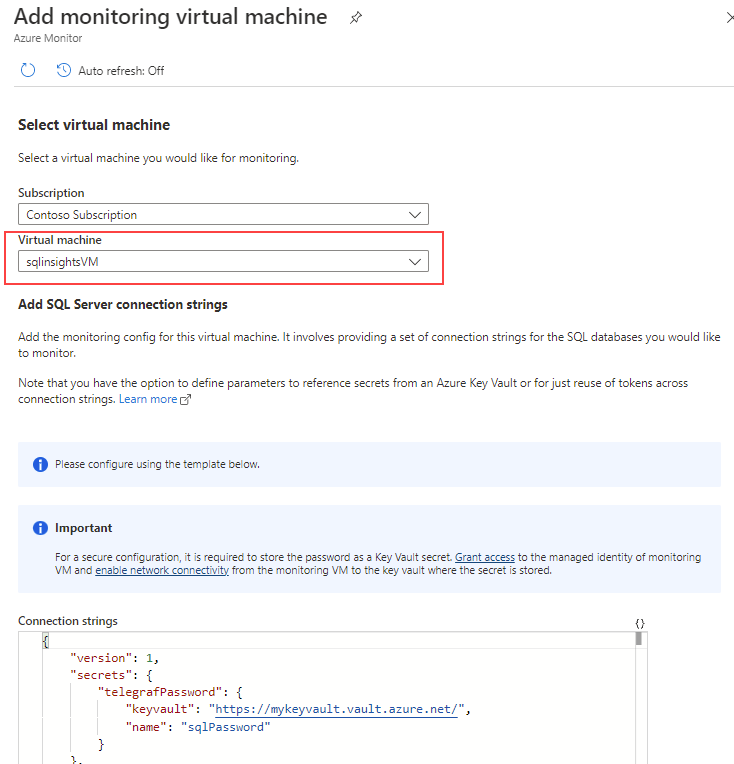 Add monitoring virtual machine
Azure Monitor
Auto refresh: Off
Select virtual machine
Select a virtual machine you would like for monitoring.
Subscription
Contoso Subscription
Virtual machine
sqlinsightsVM
Add SQL Server connection strings
Add the monitoring config for this virtual machine. It involves providing a set of connection strings for the SQL databases you would like
to monitor.
Note that you have the option to define parameters to reference secrets from an Azure Key Vault or for just reuse of tokens across
connection strings. Learn more
Please configure using the template below.
Important
For a secure configuration, it is required to store the password as a Key Vault secret. Grant access to the managed identity of monitoring
VM and enable network connectivity from the monitoring VM to the key vault where the secret is stored.
Connection strings
{}
{
"version": 1,
"secrets": {
"telegrafPassword": {
"keyvault": "https://mykeyvault.vault.azure.net/",
"name": "sqlPassword"
}
},